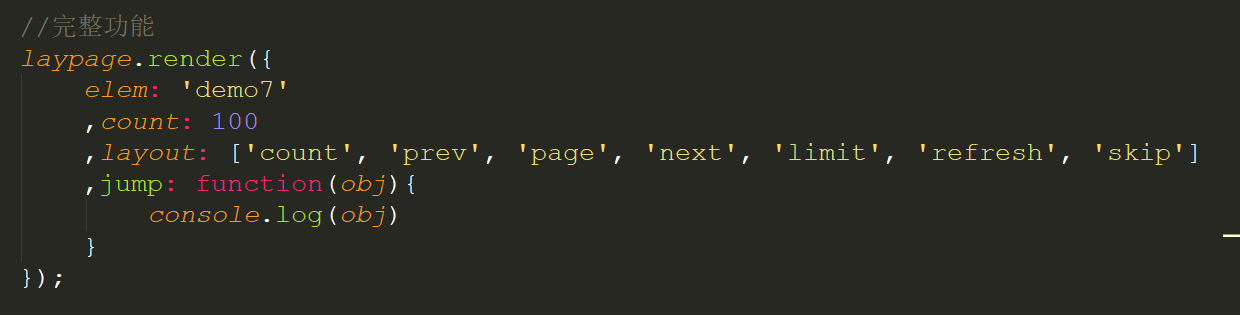 //完整功能
laypage.render({
    elem: 'demo7'
    ,count: 100
    ,layout: ['count', 'prev', 'page', 'next', 'limit', 'refresh', 'skip']
    ,jump: function(obj){
        console.log(obj)
    }
});